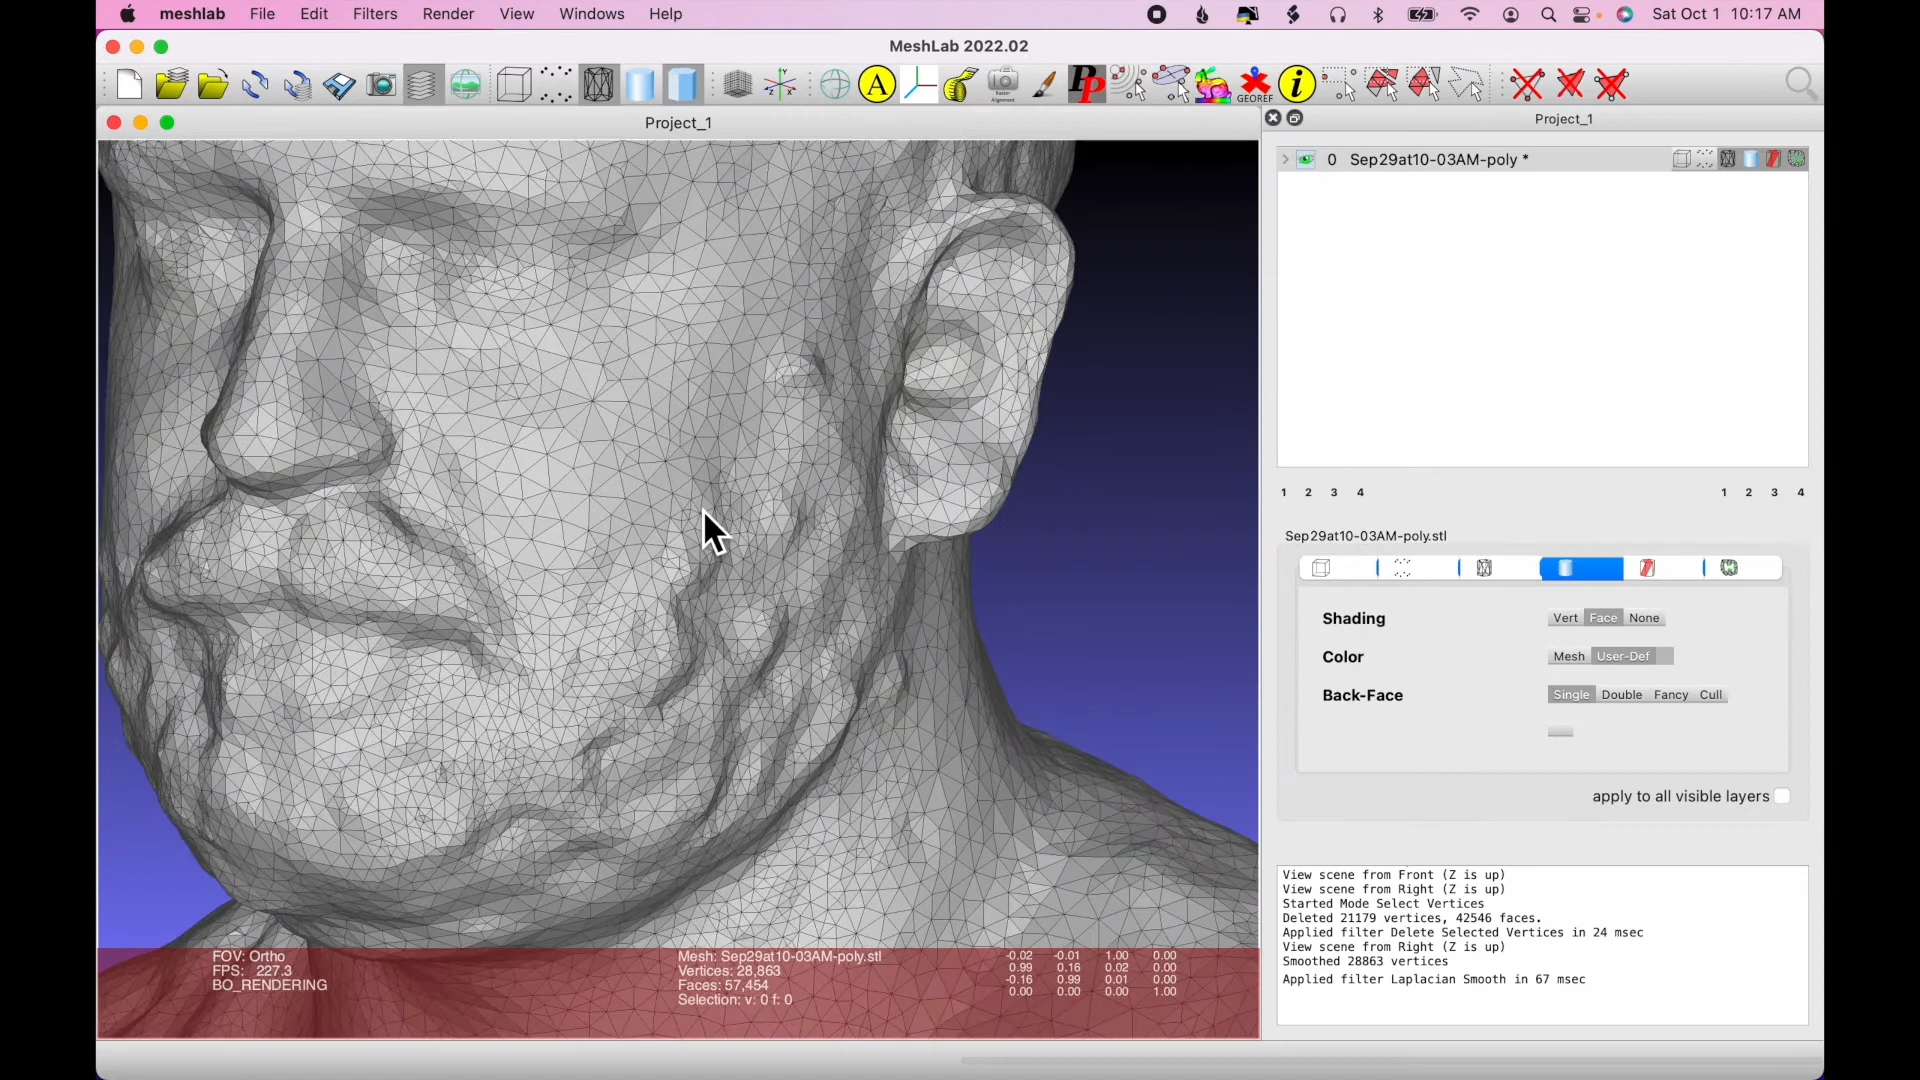 meshlab File Edit Filters Render View Windows Help Sat Oct 1 10:17 AM
MeshLab 2022.02
A PP GEOREF i
Raster
Alignment
Project_1
Project_1
0 Sep29at10-03AM-poly *
1 2 3 4 1 2 3 4
Sep29at10-03AM-poly.stl
Shading Vert Face None
Color Mesh User-Def
Back-Face Single Double Fancy Cull
apply to all visible layers
View scene from Front (Z is up)
View scene from Right (Z is up)
Started Mode Select Vertices
Deleted 21179 vertices, 42546 faces.
Applied filter Delete Selected Vertices in 24 msec
View scene from Right (Z is up)
Smoothed 28863 vertices
Applied filter Laplacian Smooth in 67 msec
FOV: Ortho
FPS: 227.3
BO_RENDERING
Mesh: Sep29at10-03AM-poly.stl
Vertices: 28,863
Faces: 57,454
Selection: v: 0 f: 0
-0.02 -0.01 1.00 0.00
0.99 0.16 0.02 0.00
-0.16 0.99 0.01 0.00
0.00 0.00 0.00 1.00